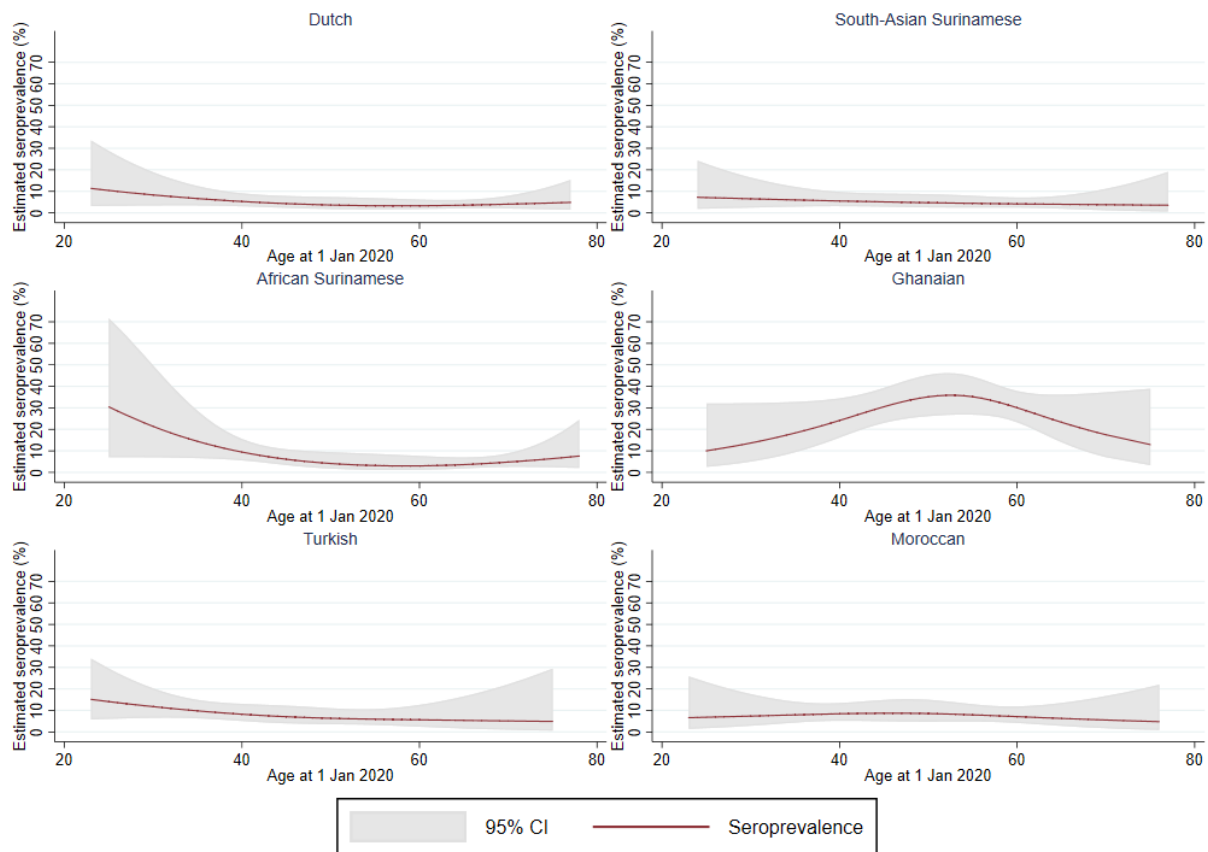 Dutch
Estimated seroprevalence (%)
70
60
50
40
30
20
10
0
20 40 60 80
Age at 1 Jan 2020
South-Asian Surinamese
Estimated seroprevalence (%)
70
60
50
40
30
20
10
0
20 40 60 80
Age at 1 Jan 2020
African Surinamese
Estimated seroprevalence (%)
70
60
50
40
30
20
10
0
20 40 60 80
Age at 1 Jan 2020
Ghanaian
Estimated seroprevalence (%)
70
60
50
40
30
20
10
0
20 40 60 80
Age at 1 Jan 2020
Turkish
Estimated seroprevalence (%)
70
60
50
40
30
20
10
0
20 40 60 80
Age at 1 Jan 2020
Moroccan
Estimated seroprevalence (%)
70
60
50
40
30
20
10
0
20 40 60 80
Age at 1 Jan 2020
95% CI Seroprevalence